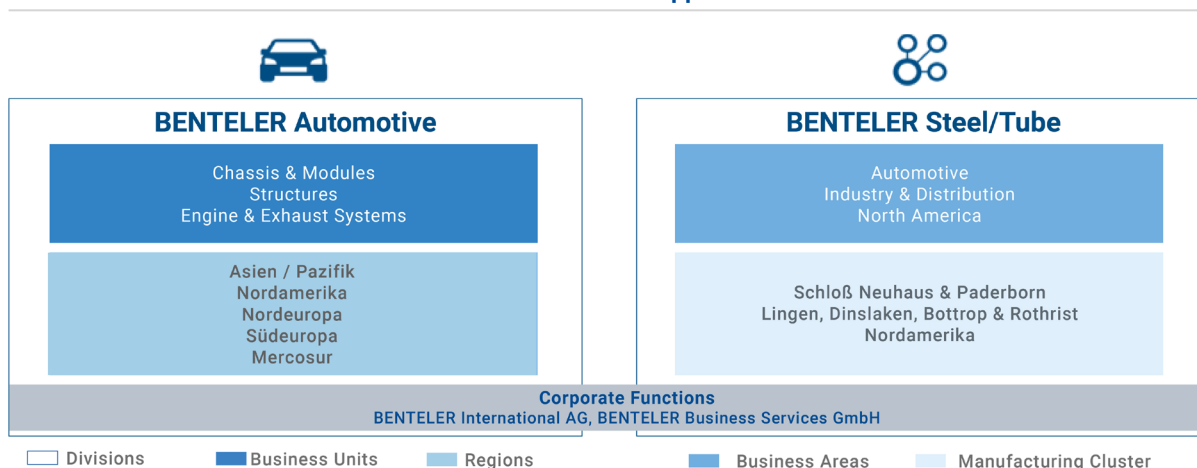 BENTELER Automotive
Chassis & Modules
Structures
Engine & Exhaust Systems
Asien / Pazifik
Nordamerika
Nordeuropa
Südeuropa
Mercosur
BENTELER Steel/Tube
Automotive
Industry & Distribution
North America
Schloß Neuhaus & Paderborn
Lingen, Dinslaken, Bottrop & Rothrist
Nordamerika
Corporate Functions
BENTELER International AG, BENTELER Business Services GmbH
Divisions
Business Units
Regions
Business Areas
Manufacturing Cluster